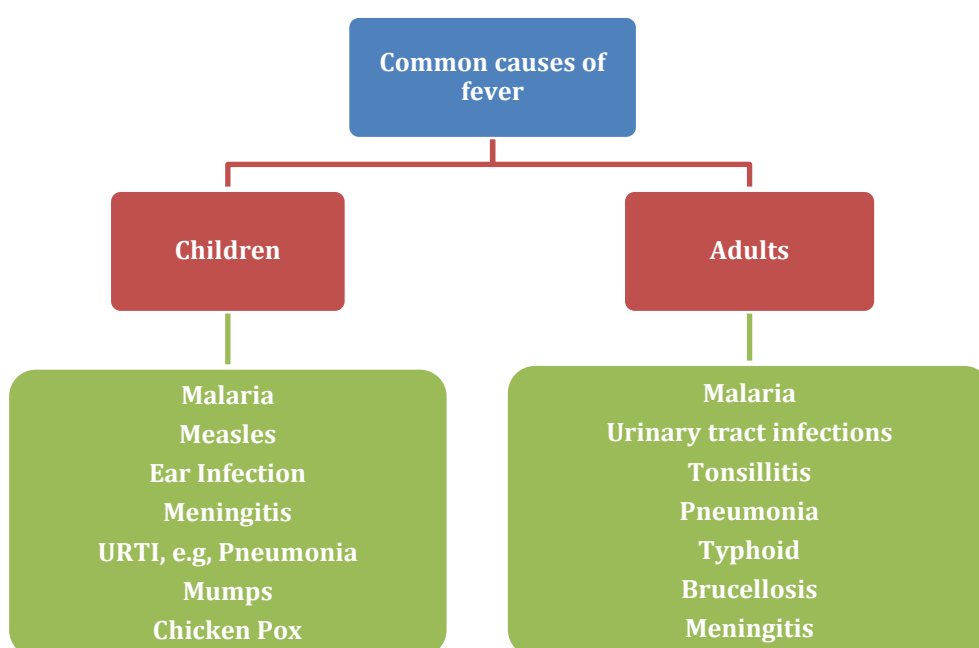 Common causes of
fever
Children
Adults
Malaria
Measles
Ear Infection
Meningitis
URTI, e.g, Pneumonia
Mumps
Chicken Pox
Malaria
Urinary tract infections
Tonsillitis
Pneumonia
Typhoid
Brucellosis
Meningitis